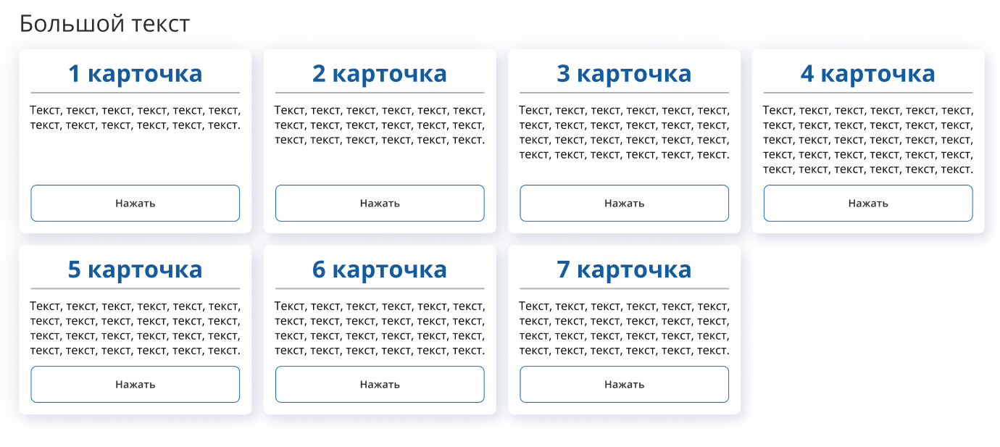 Большой текст
1 карточка
Текст, текст, текст, текст, текст, текст,
текст, текст, текст, текст, текст, текст.
Нажать
2 карточка
Текст, текст, текст, текст, текст, текст,
текст, текст, текст, текст, текст, текст,
текст, текст, текст, текст, текст, текст.
Нажать
3 карточка
Текст, текст, текст, текст, текст, текст,
текст, текст, текст, текст, текст, текст,
текст, текст, текст, текст, текст, текст,
текст, текст, текст, текст, текст, текст.
Нажать
4 карточка
Текст, текст, текст, текст, текст, текст,
текст, текст, текст, текст, текст, текст,
текст, текст, текст, текст, текст, текст,
текст, текст, текст, текст, текст, текст,
текст, текст, текст, текст, текст, текст.
Нажать
5 карточка
Текст, текст, текст, текст, текст, текст,
текст, текст, текст, текст, текст, текст,
текст, текст, текст, текст, текст, текст,
текст, текст, текст, текст, текст, текст.
Нажать
6 карточка
Текст, текст, текст, текст, текст, текст,
текст, текст, текст, текст, текст, текст,
текст, текст, текст, текст, текст, текст,
текст, текст, текст, текст, текст, текст.
Нажать
7 карточка
Текст, текст, текст, текст, текст, текст,
текст, текст, текст, текст, текст, текст,
текст, текст, текст, текст, текст, текст,
текст, текст, текст, текст, текст, текст.
Нажать